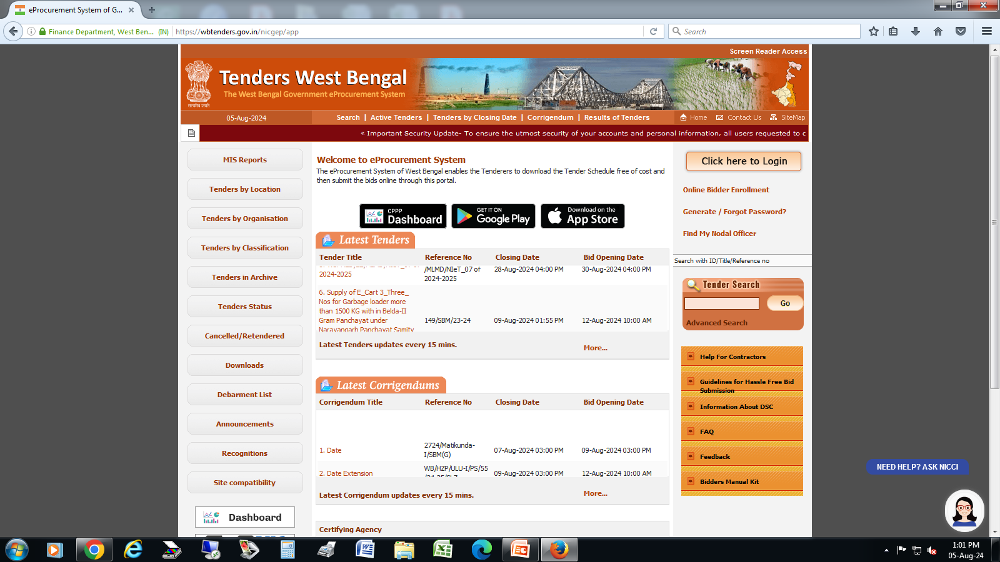 eProcurement System of G...
Finance Department, West Ben... (IN)
https://wbtenders.gov.in/nicgep/app
Search
Screen Reader Access
सत्यमेव जयते
Tenders West Bengal
The West Bengal Government eProcurement System
05-Aug-2024
Search | Active Tenders | Tenders by Closing Date | Corrigendum | Results of Tenders
Home Contact Us SiteMap
« Important Security Update- To ensure the utmost security of your accounts and personal information, all users requested to c
MIS Reports
Tenders by Location
Tenders by Organisation
Tenders by Classification
Tenders in Archive
Tenders Status
Cancelled/Retendered
Downloads
Debarment List
Announcements
Recognitions
Site compatibility
Dashboard
Welcome to eProcurement System
The eProcurement System of West Bengal enables the Tenderers to download the Tender Schedule free of cost and
then submit the bids online through this portal.
CPPP
Dashboard
GET IT ON
Google Play
Download on the
App Store
Latest Tenders
Tender Title Reference No Closing Date Bid Opening Date
2024-2025
/MLMD/NIeT_07 of
2024-2025
28-Aug-2024 04:00 PM 30-Aug-2024 04:00 PM
6. Supply of E_Cart 3_Three_
Nos for Garbage loader more
than 1500 KG with in Belda-II
Gram Panchayat under
Narayangarh Panchayat Samity
149/SBM/23-24 09-Aug-2024 01:55 PM 12-Aug-2024 10:00 AM
Latest Tenders updates every 15 mins.
More...
Latest Corrigendums
Corrigendum Title Reference No Closing Date Bid Opening Date
1. Date
2724/Matikunda-
I/SBM(G)
07-Aug-2024 03:00 PM 09-Aug-2024 03:00 PM
2. Date Extension
WB/HZP/ULU-I/PS/55
09-Aug-2024 03:00 PM 12-Aug-2024 10:00 AM
Latest Corrigendum updates every 15 mins.
More...
Certifying Agency
Click here to Login
Online Bidder Enrollment
Generate / Forgot Password?
Find My Nodal Officer
Search with ID/Title/Reference no
Tender Search
Go
Advanced Search
Help For Contractors
Guidelines for Hassle Free Bid
Submission
Information About DSC
FAQ
Feedback
Bidders Manual Kit
NEED HELP? ASK NICCI
1:01 PM
05-Aug-24